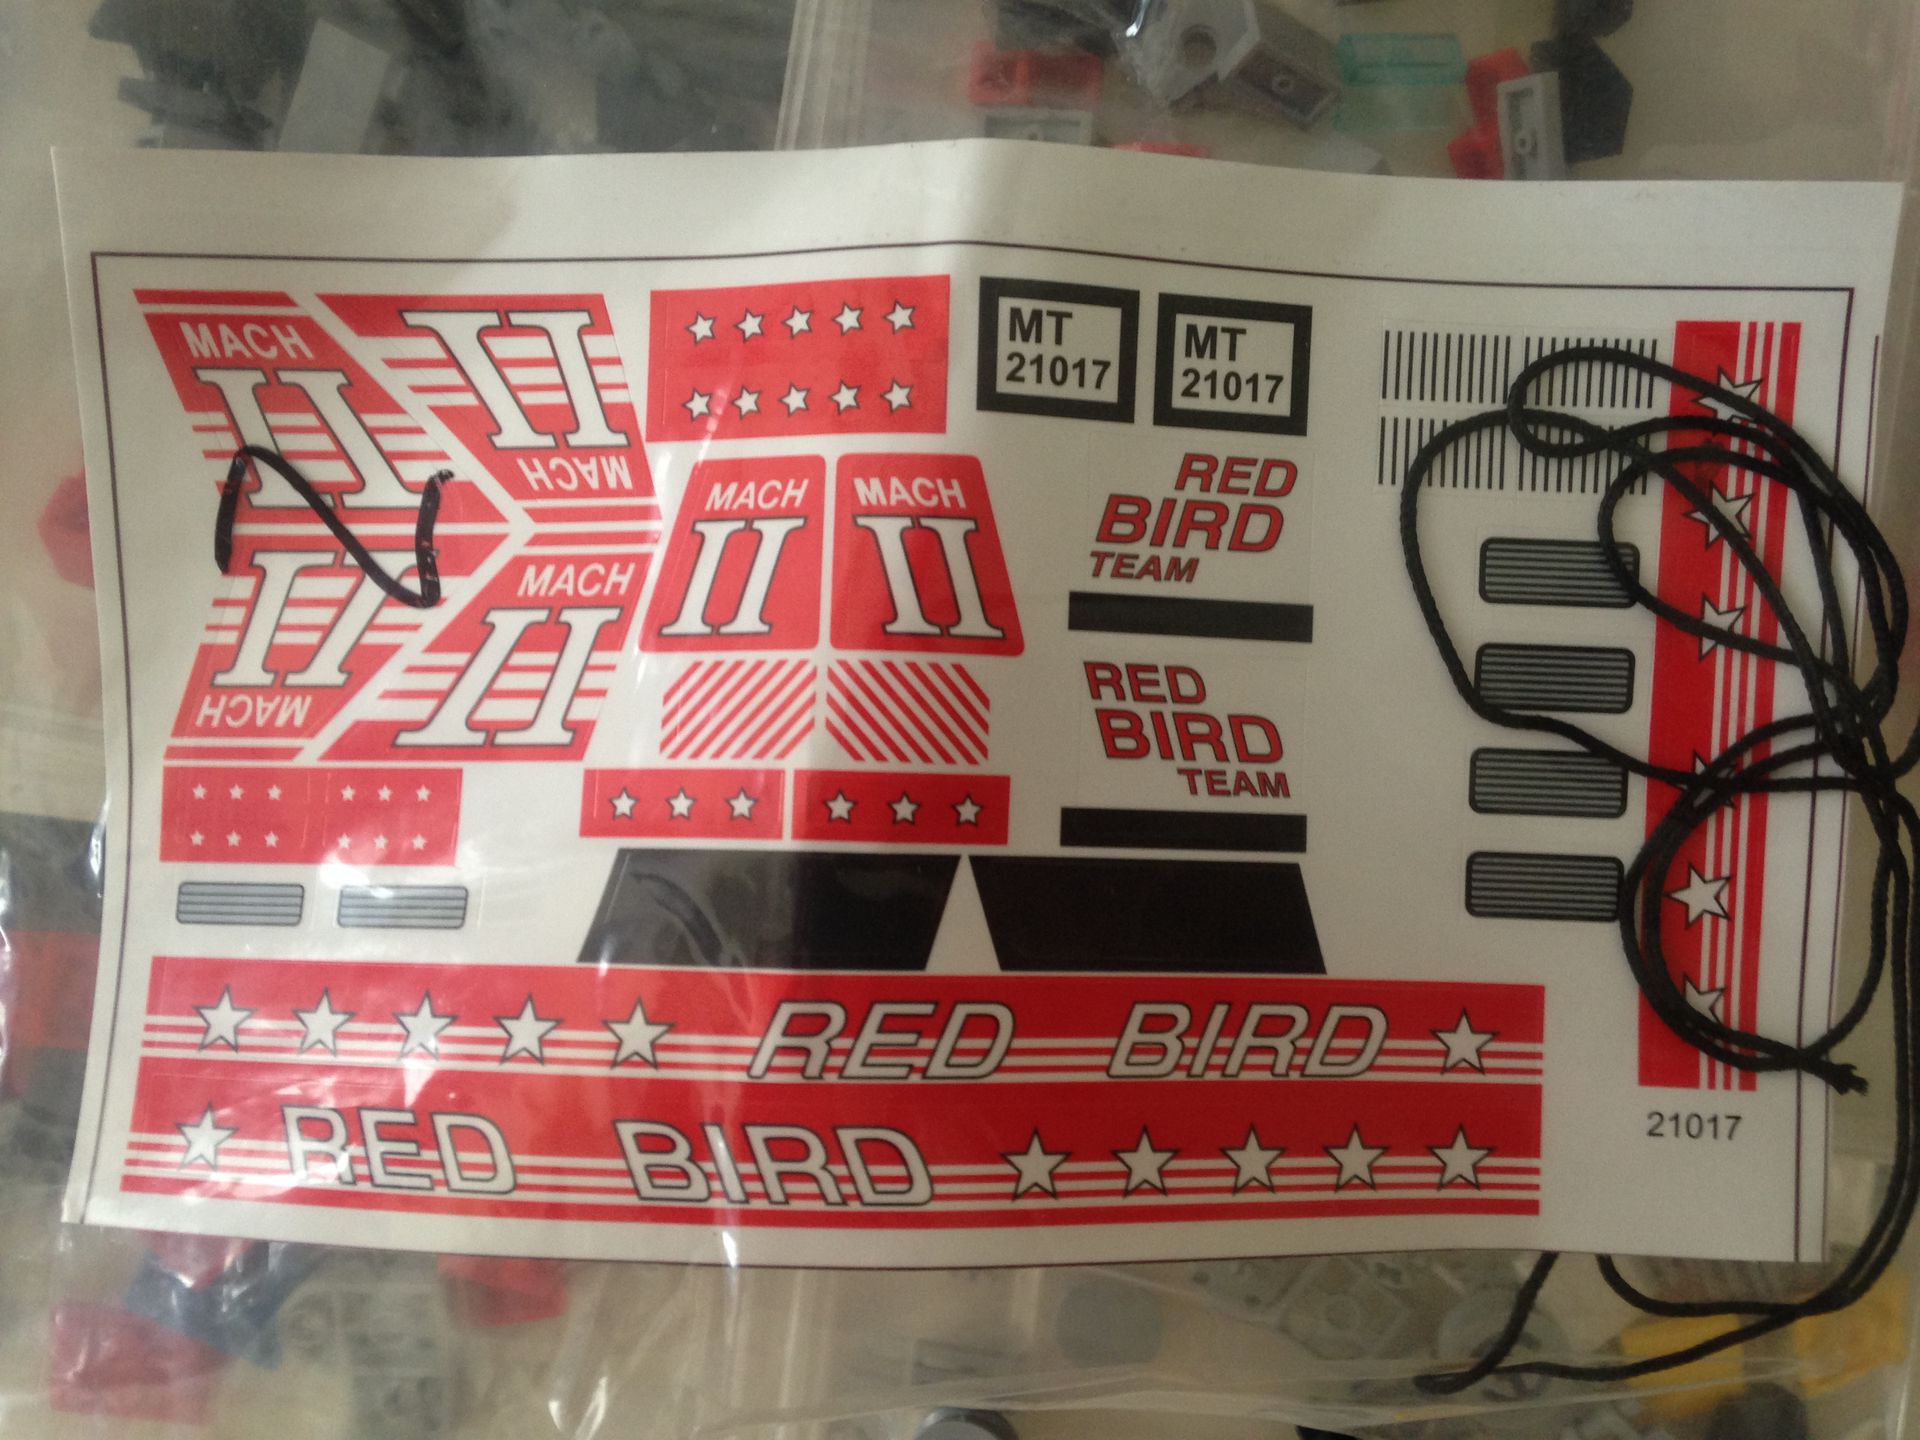 MACH
II
II
MACH
II
MACH
MACH
II
MACH
II
MACH
II
MT
21017
MT
21017
RED
BIRD
TEAM
RED
BIRD
TEAM
RED BIRD
RED BIRD
21017